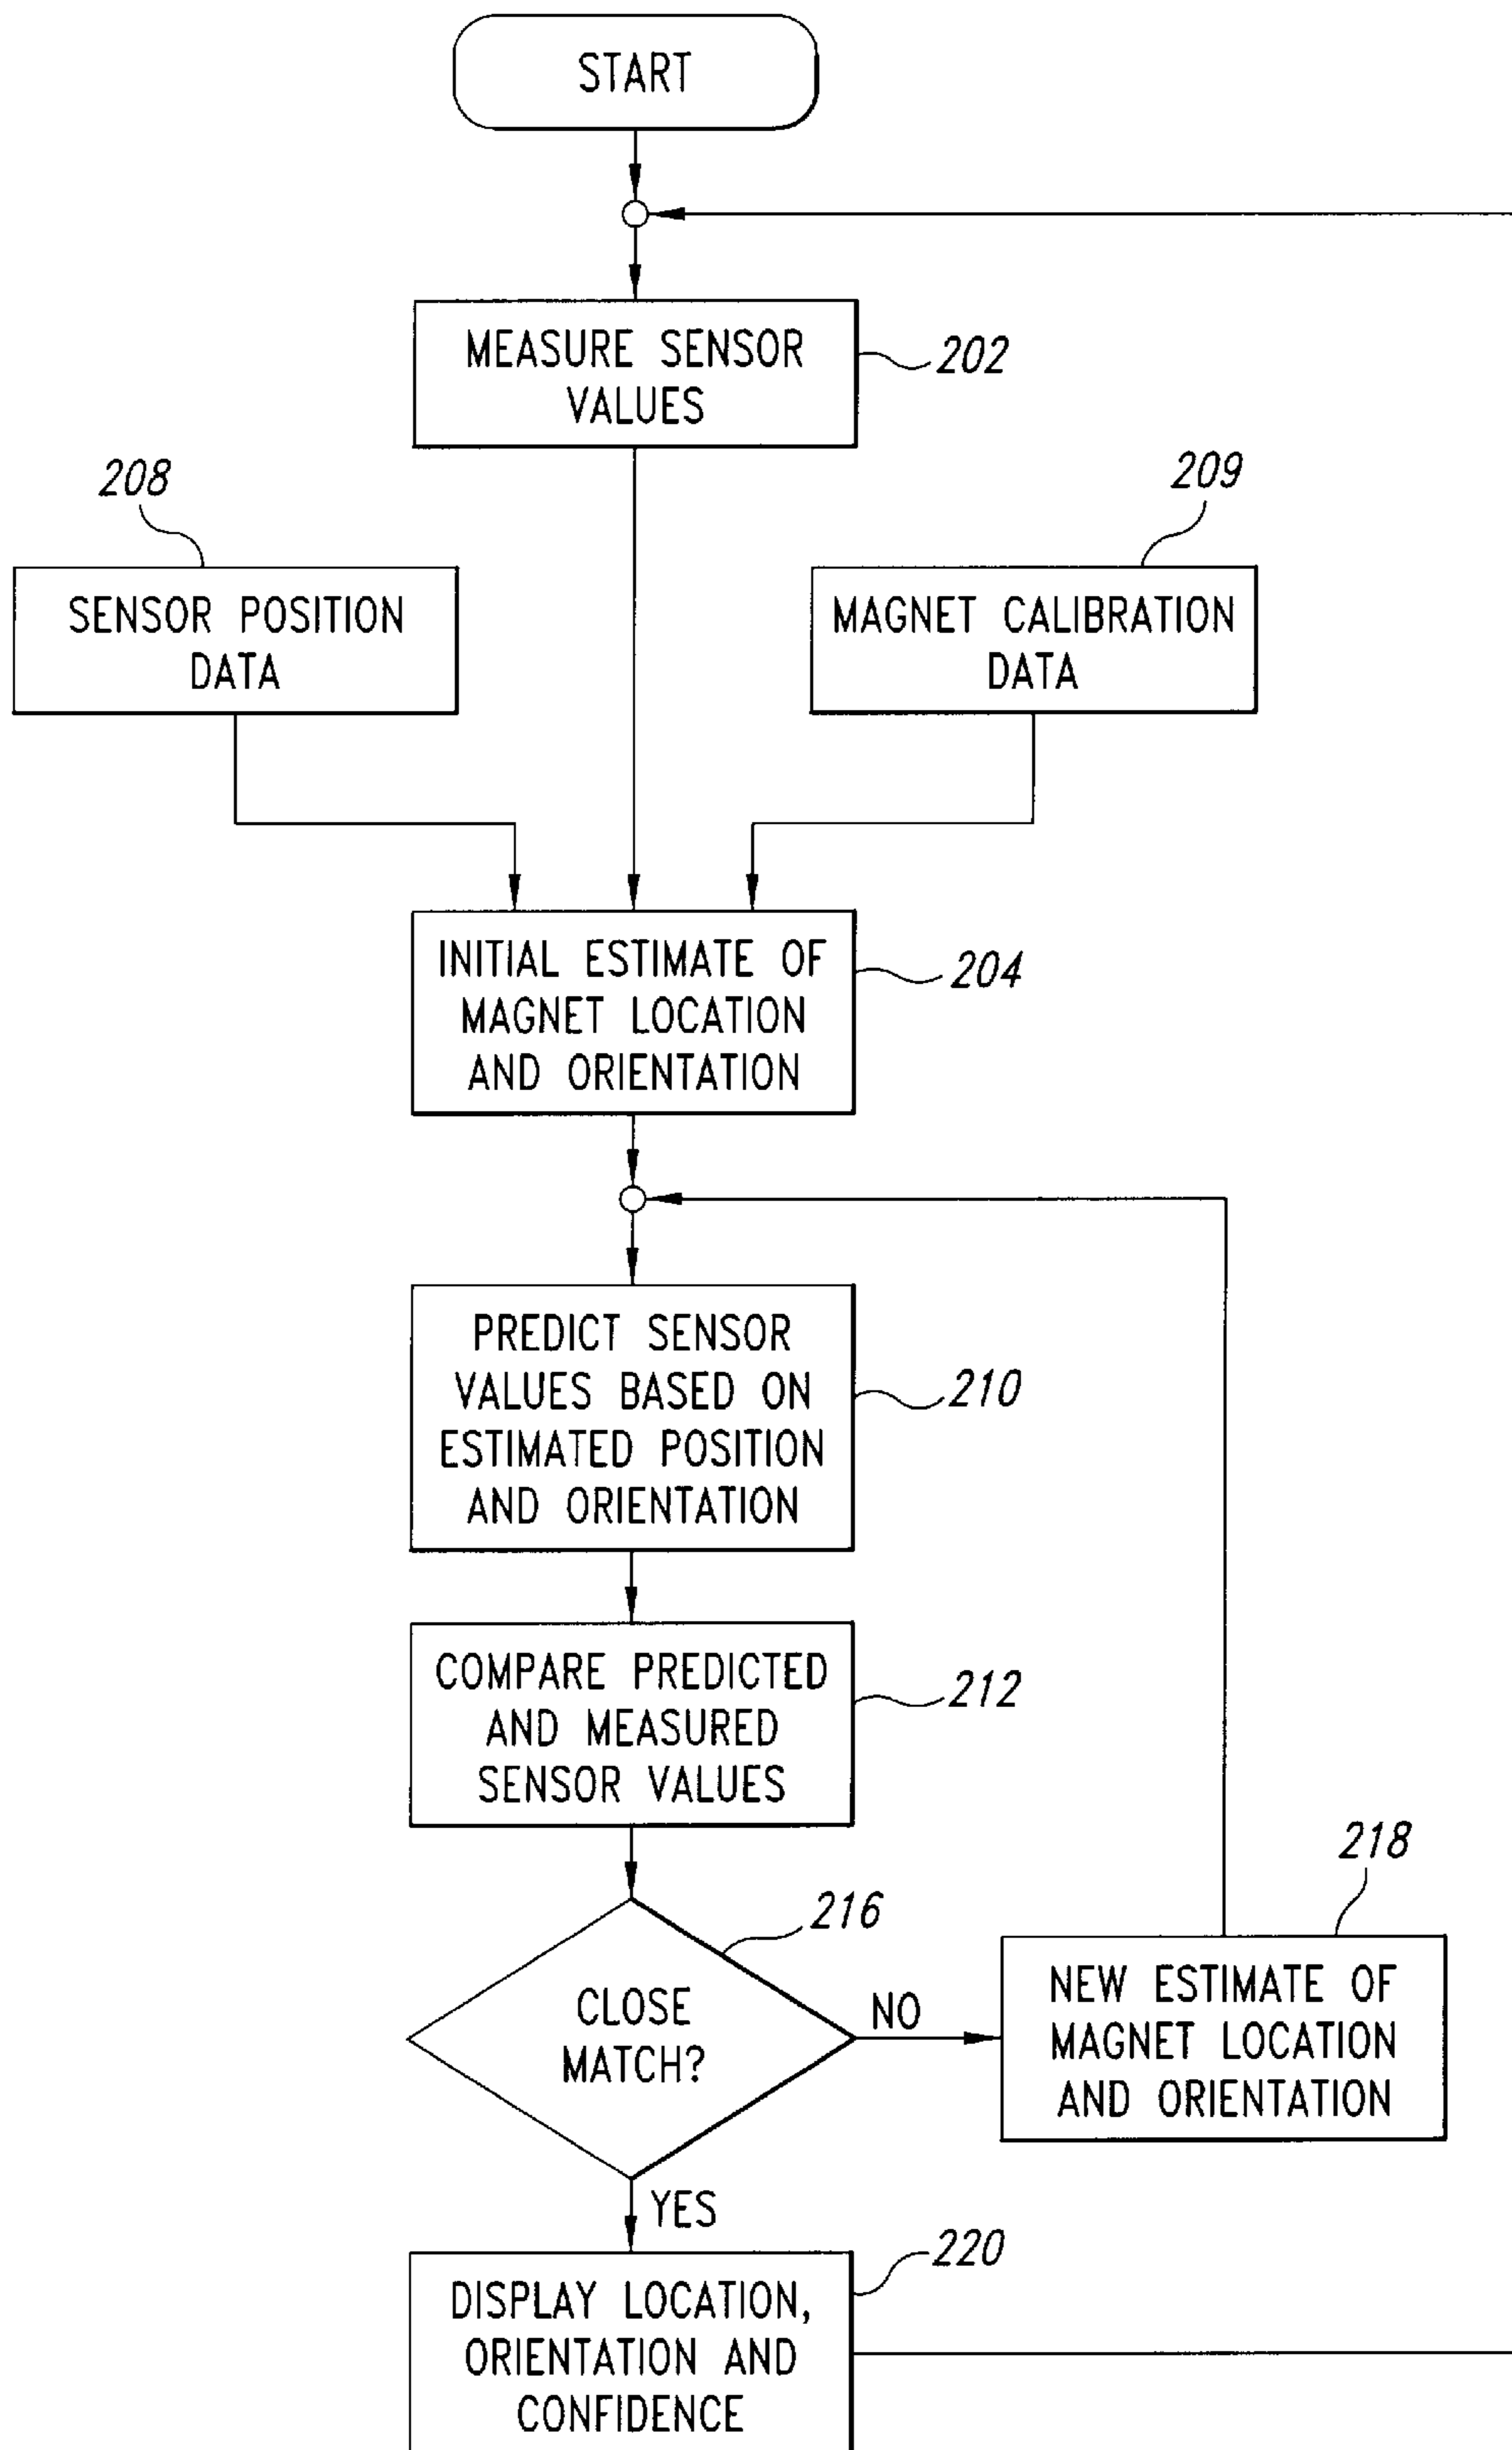 START
MEASURE SENSOR
VALUES
202
208
209
SENSOR POSITION
DATA
MAGNET CALIBRATION
DATA
INITIAL ESTIMATE OF
MAGNET LOCATION
AND ORIENTATION
204
PREDICT SENSOR
VALUES BASED ON
ESTIMATED POSITION
AND ORIENTATION
210
COMPARE PREDICTED
AND MEASURED
SENSOR VALUES
212
216
CLOSE
MATCH?
NO
218
NEW ESTIMATE OF
MAGNET LOCATION
AND ORIENTATION
YES
220
DISPLAY LOCATION,
ORIENTATION AND
CONFIDENCE